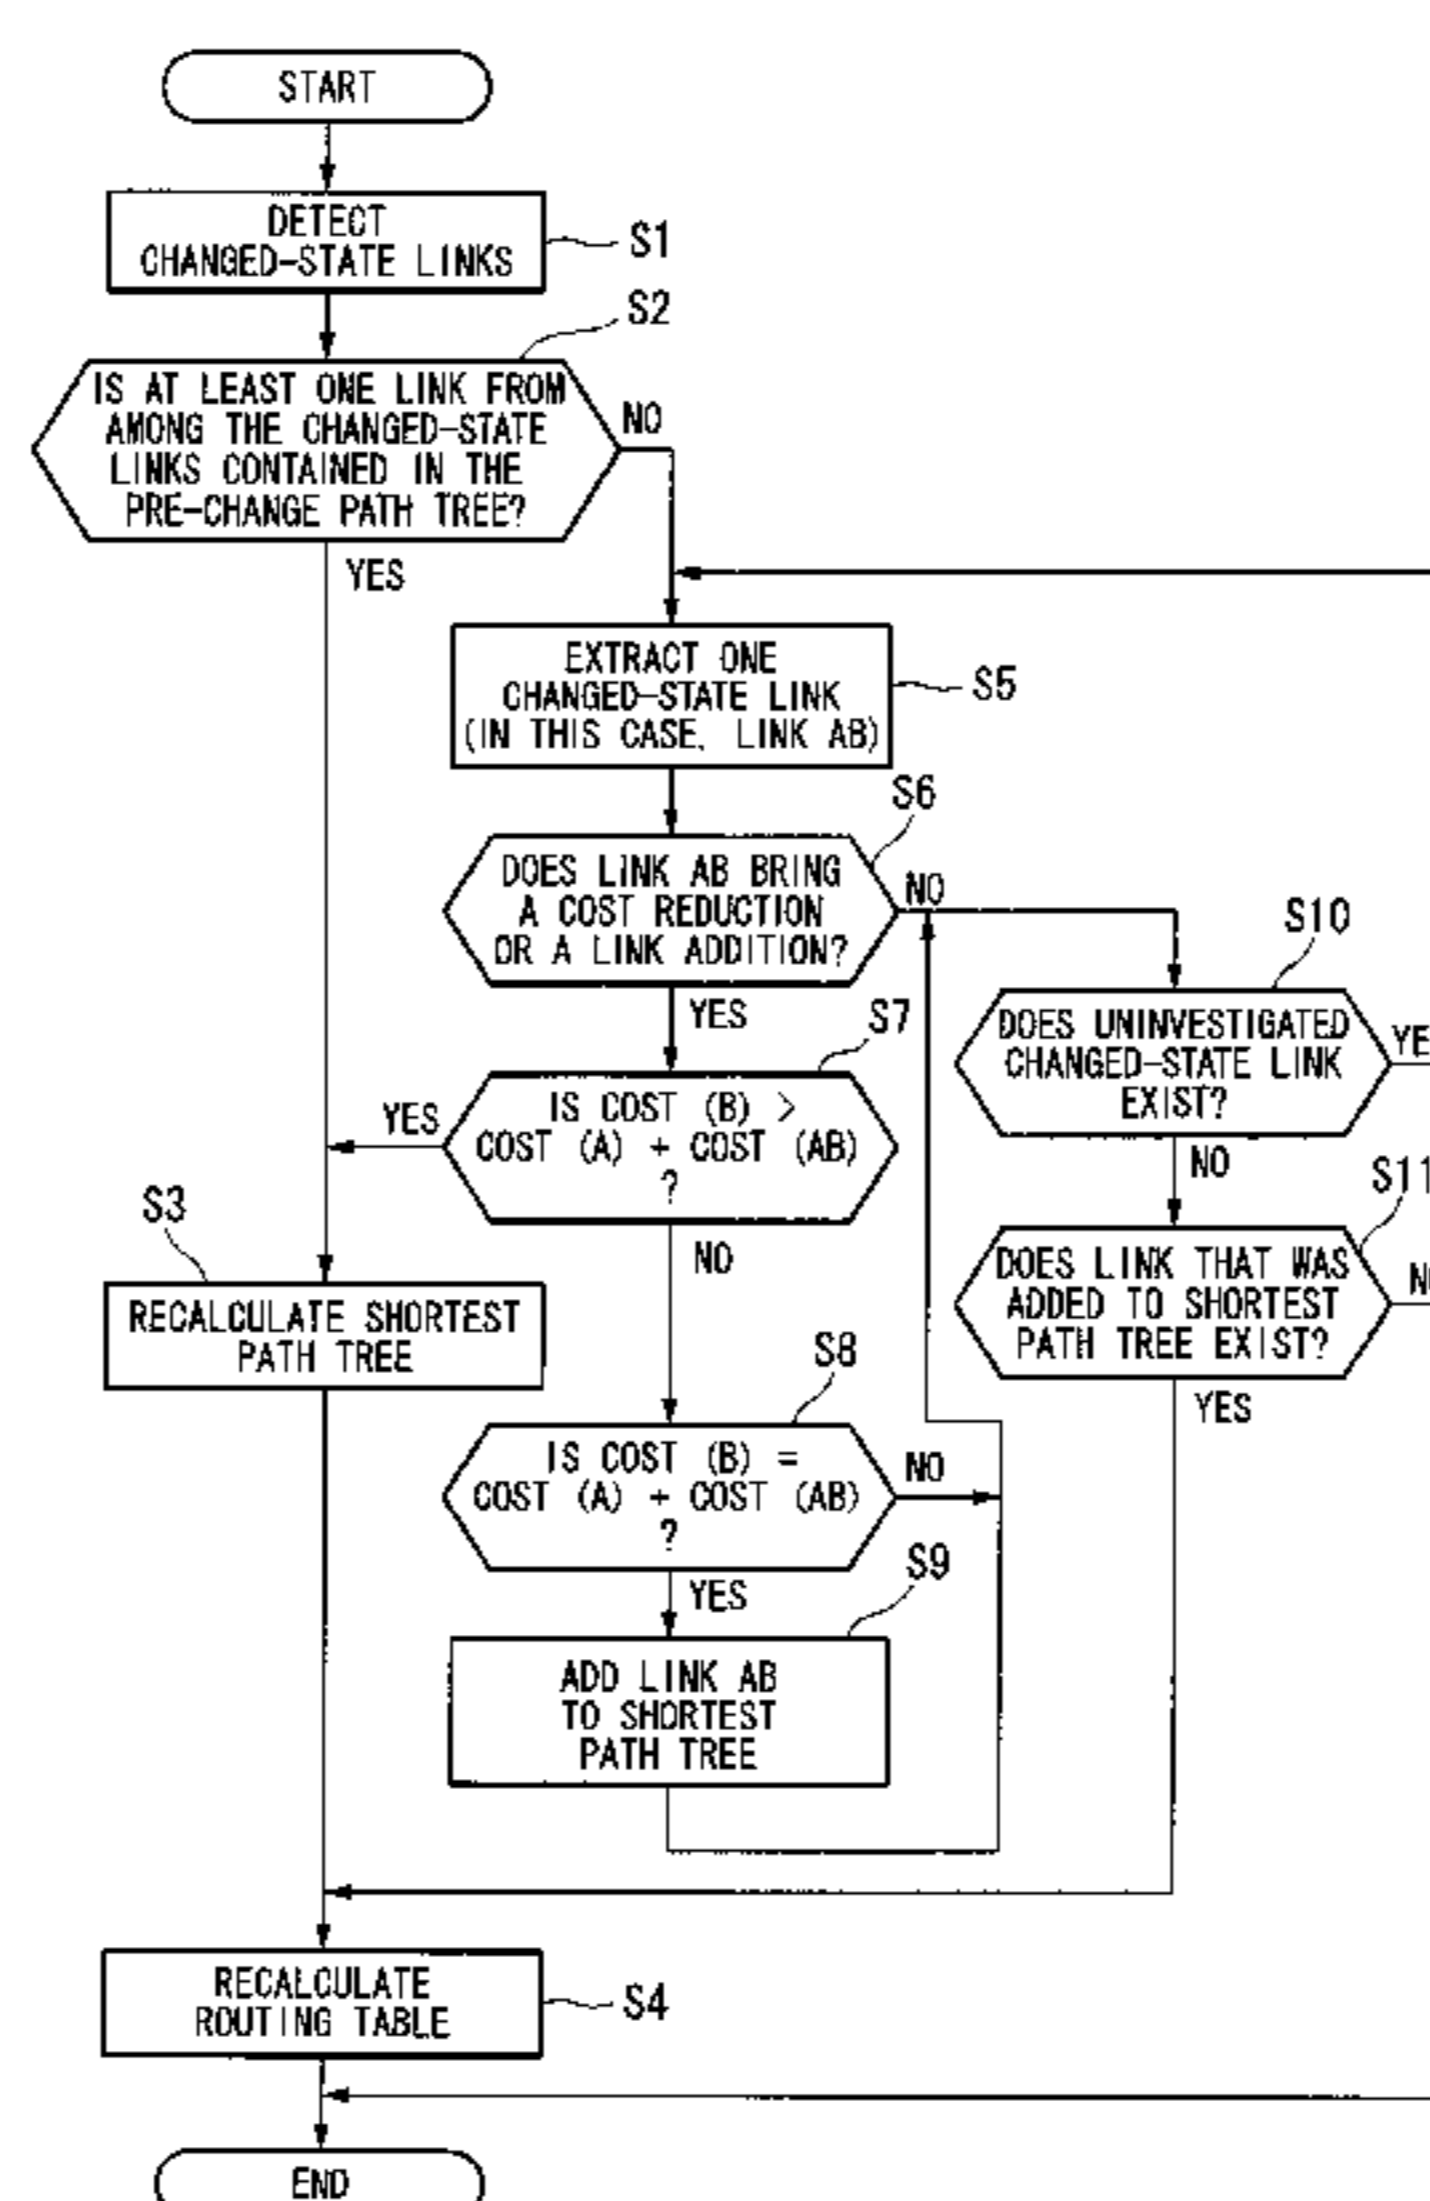 START
DETECT
CHANGED-STATE LINKS
S1
S2
IS AT LEAST ONE LINK FROM
AMONG THE CHANGED-STATE
LINKS CONTAINED IN THE
PRE-CHANGE PATH TREE?
NO
YES
EXTRACT ONE
CHANGED-STATE LINK
(IN THIS CASE, LINK AB)
S5
S6
DOES LINK AB BRING
A COST REDUCTION
OR A LINK ADDITION?
NO
YES
S10
DOES UNINVESTIGATED
CHANGED-STATE LINK
EXIST?
YE
NO
S7
IS COST (B) >
COST (A) + COST (AB)
?
YES
NO
S11
DOES LINK THAT WAS
ADDED TO SHORTEST
PATH TREE EXIST?
N
YES
S3
RECALCULATE SHORTEST
PATH TREE
S8
IS COST (B) =
COST (A) + COST (AB)
?
NO
YES
S9
ADD LINK AB
TO SHORTEST
PATH TREE
RECALCULATE
ROUTING TABLE
S4
END